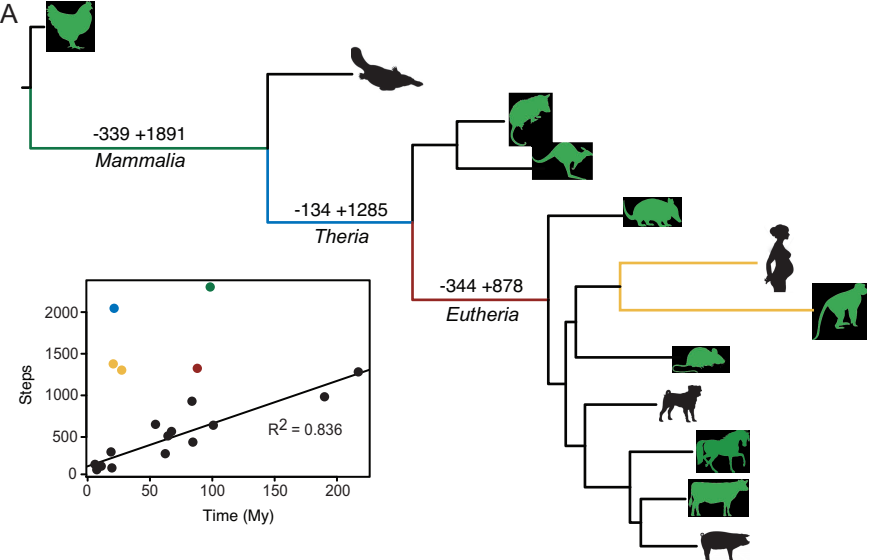 A
-339 +1891
Mammalia
-134 +1285
Theria
-344 +878
Eutheria
2000
1500
1000
500
0
Steps
R² = 0.836
0 50 100 150 200
Time (My)